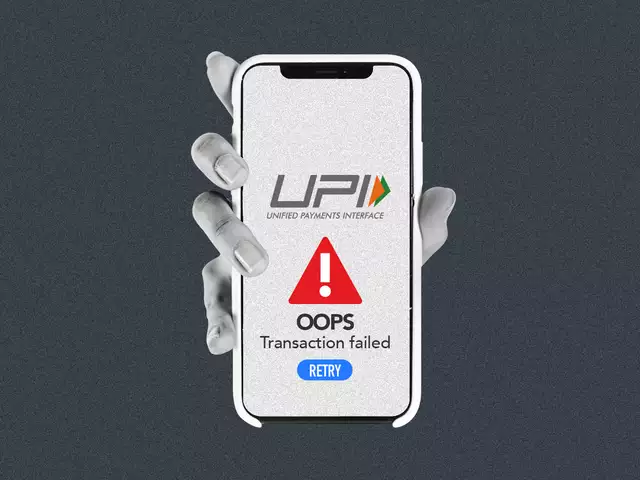 UPI
UNIFIED PAYMENTS INTERFACE
OOPS
Transaction failed
RETRY